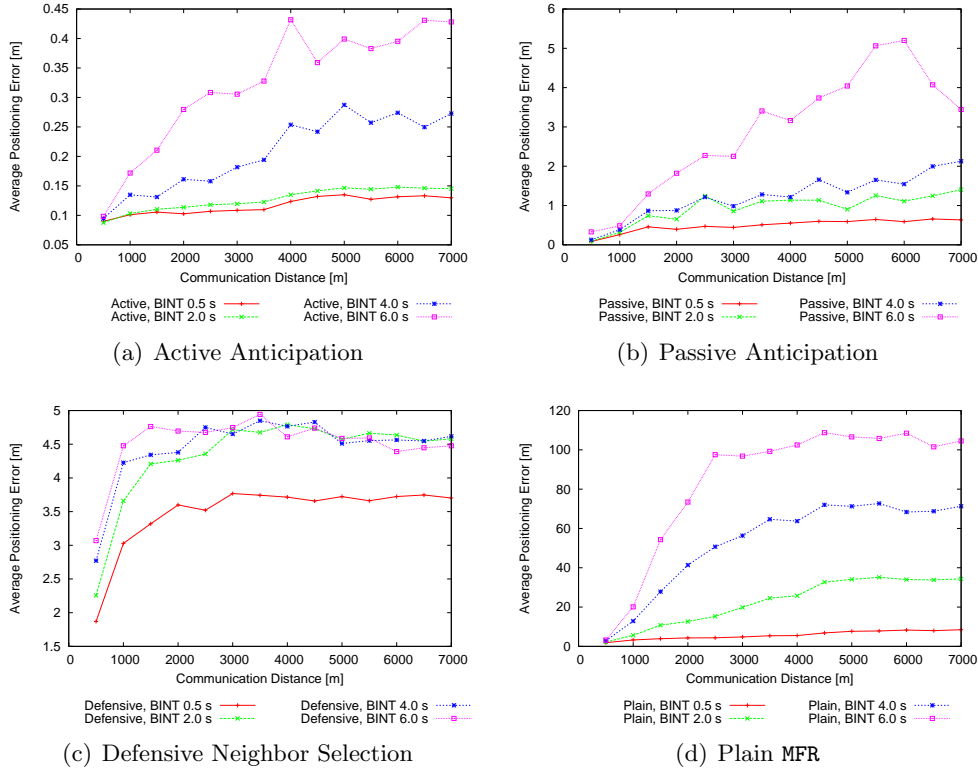 0.45
0.4
0.35
0.3
0.25
0.2
0.15
0.1
0.05
Average Positioning Error [m]
0 1000 2000 3000 4000 5000 6000 7000
Communication Distance [m]
Active, BINT 0.5 s
Active, BINT 2.0 s
Active, BINT 4.0 s
Active, BINT 6.0 s
(a) Active Anticipation
6
5
4
3
2
1
0
Average Positioning Error [m]
0 1000 2000 3000 4000 5000 6000 7000
Communication Distance [m]
Passive, BINT 0.5 s
Passive, BINT 2.0 s
Passive, BINT 4.0 s
Passive, BINT 6.0 s
(b) Passive Anticipation
5
4.5
4
3.5
3
2.5
2
1.5
Average Positioning Error [m]
0 1000 2000 3000 4000 5000 6000 7000
Communication Distance [m]
Defensive, BINT 0.5 s
Defensive, BINT 2.0 s
Defensive, BINT 4.0 s
Defensive, BINT 6.0 s
(c) Defensive Neighbor Selection
120
100
80
60
40
20
0
Average Positioning Error [m]
0 1000 2000 3000 4000 5000 6000 7000
Communication Distance [m]
Plain, BINT 0.5 s
Plain, BINT 2.0 s
Plain, BINT 4.0 s
Plain, BINT 6.0 s
(d) Plain MFR